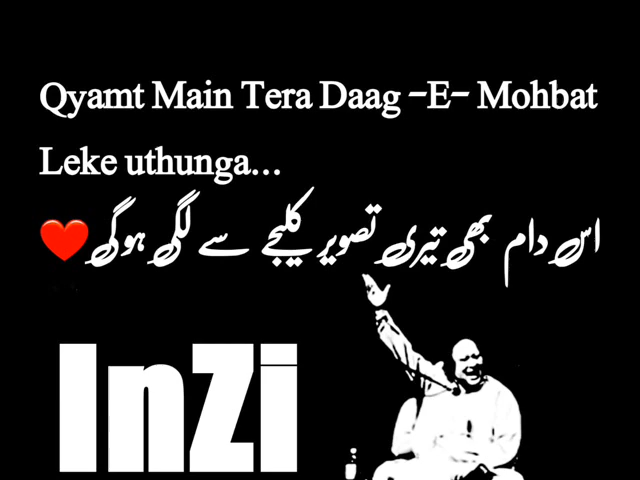 Qyamt Main Tera Daag -E- Mohbat
Leke uthunga...
اس دام بھی تیری تصویر کلیجے سے لگی ہوگی❤️
InZi